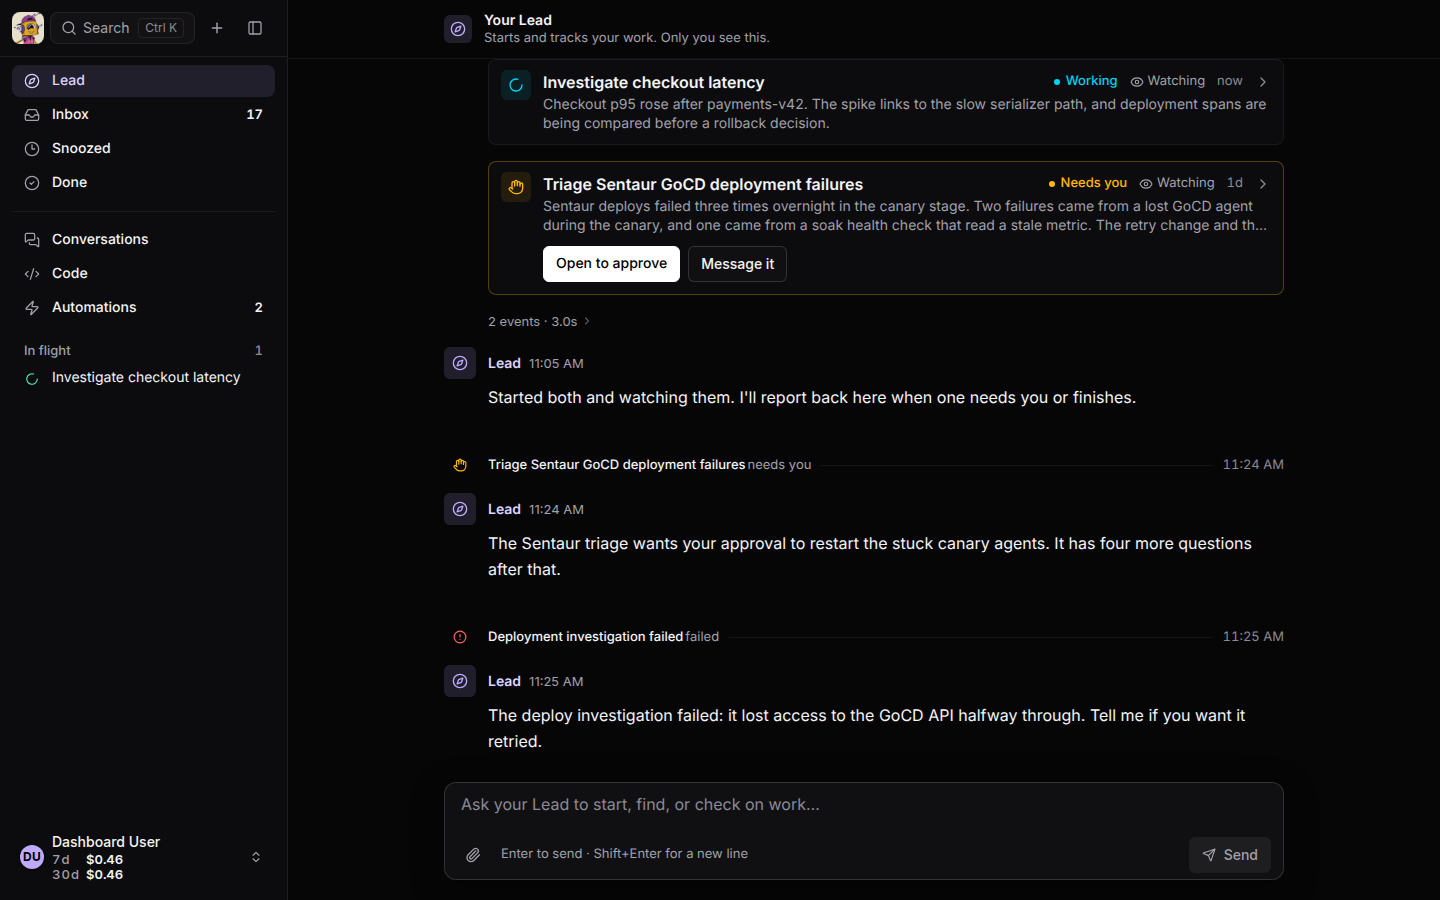 Search Ctrl K
Lead
Inbox 17
Snoozed
Done
Conversations
Code
Automations 2
In flight 1
Investigate checkout latency
DU
Dashboard User
7d $0.46
30d $0.46
Your Lead
Starts and tracks your work. Only you see this.
Investigate checkout latency Working Watching now
Checkout p95 rose after payments-v42. The spike links to the slow serializer path, and deployment spans are
being compared before a rollback decision.
Triage Sentaur GoCD deployment failures Needs you Watching 1d
Sentaur deploys failed three times overnight in the canary stage. Two failures came from a lost GoCD agent
during the canary, and one came from a soak health check that read a stale metric. The retry change and th...
Open to approve Message it
2 events · 3.0s
Lead 11:05 AM
Started both and watching them. I'll report back here when one needs you or finishes.
Triage Sentaur GoCD deployment failures needs you 11:24 AM
Lead 11:24 AM
The Sentaur triage wants your approval to restart the stuck canary agents. It has four more questions
after that.
Deployment investigation failed failed 11:25 AM
Lead 11:25 AM
The deploy investigation failed: it lost access to the GoCD API halfway through. Tell me if you want it
retried.
Ask your Lead to start, find, or check on work...
Enter to send · Shift+Enter for a new line Send